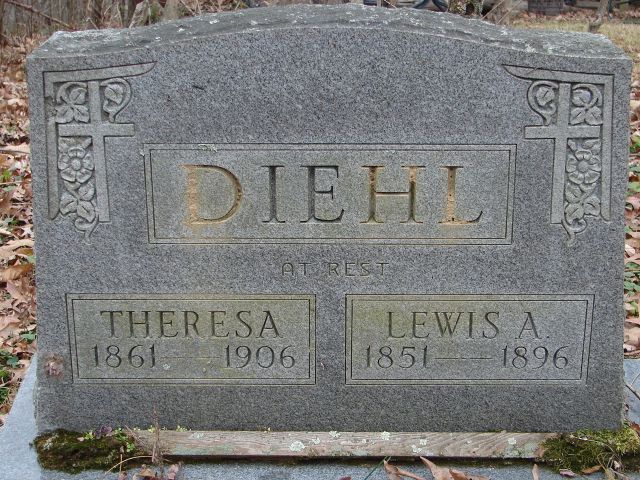 DIEHL
AT REST
THERESA
1861 — 1906
LEWIS A.
1851 — 1896